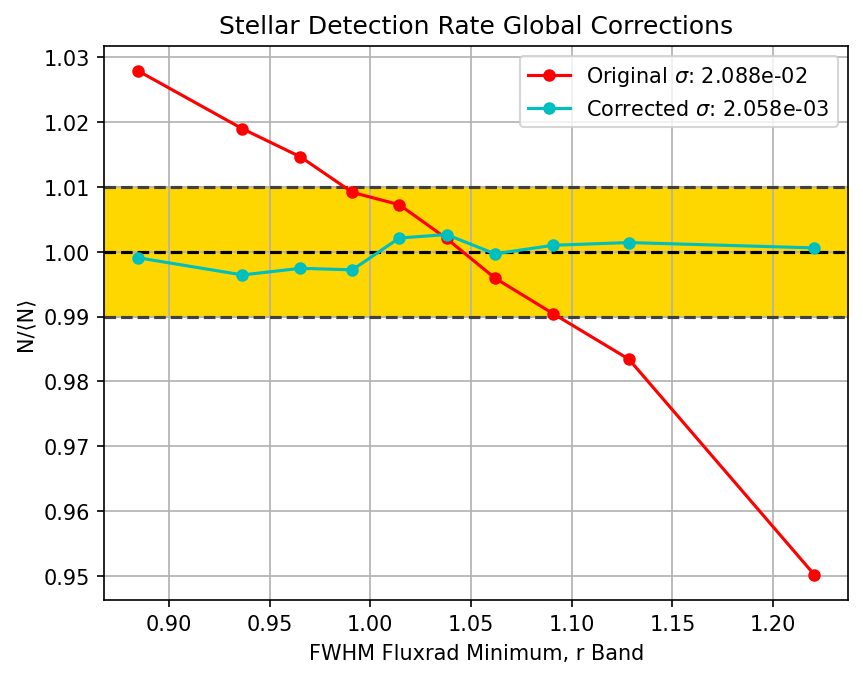 Stellar Detection Rate Global Corrections
Original σ: 2.088e-02
Corrected σ: 2.058e-03
N/⟨N⟩
1.03
1.02
1.01
1.00
0.99
0.98
0.97
0.96
0.95
0.90 0.95 1.00 1.05 1.10 1.15 1.20
FWHM Fluxrad Minimum, r Band